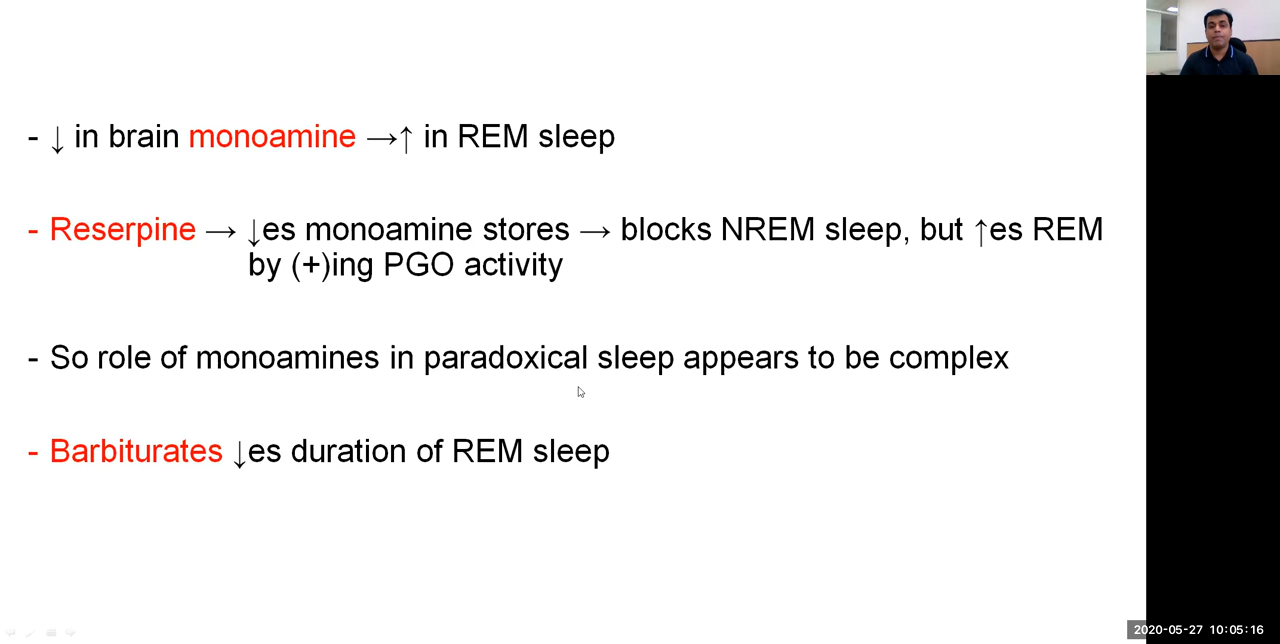 - ↓ in brain monoamine →↑ in REM sleep
- Reserpine → ↓es monoamine stores → blocks NREM sleep, but ↑es REM
by (+)ing PGO activity
- So role of monoamines in paradoxical sleep appears to be complex
- Barbiturates ↓es duration of REM sleep
2020-05-27 10:05:16